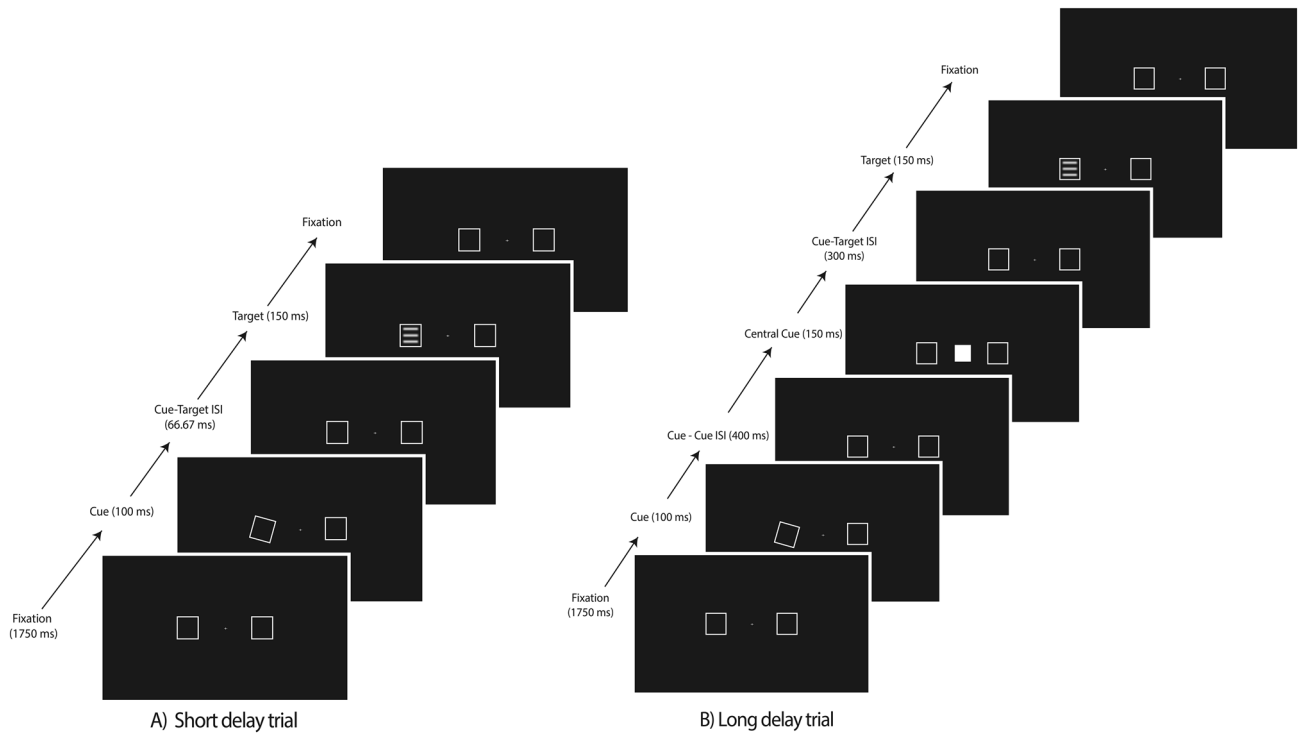 Fixation
Target (150 ms)
Cue-Target ISI
(66.67 ms)
Cue (100 ms)
Fixation
(1750 ms)
A) Short delay trial
Fixation
Target (150 ms)
Cue-Target ISI
(300 ms)
Central Cue (150 ms)
Cue - Cue ISI (400 ms)
Cue (100 ms)
Fixation
(1750 ms)
B) Long delay trial